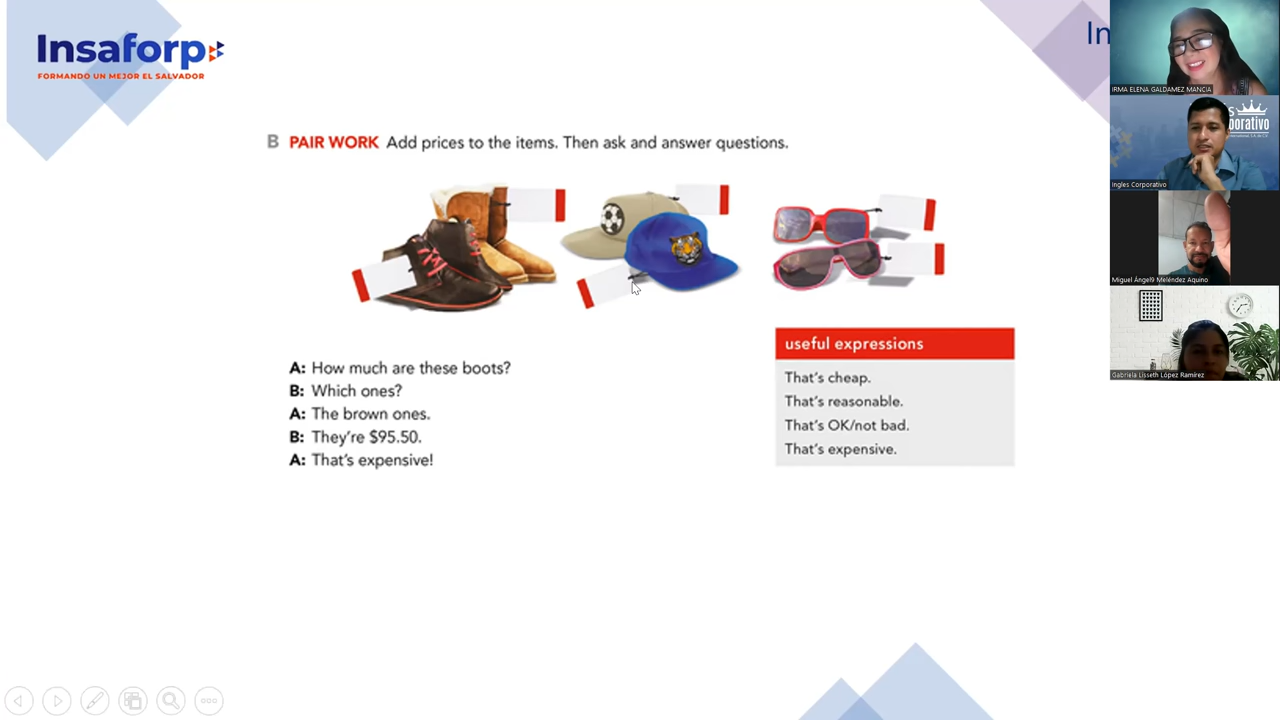 Insaforp
FORMANDO UN MEJOR EL SALVADOR
In
B PAIR WORK Add prices to the items. Then ask and answer questions.
A: How much are these boots?
B: Which ones?
A: The brown ones.
B: They're $95.50.
A: That's expensive!
useful expressions
That's cheap.
That's reasonable.
That's OK/not bad.
That's expensive.
IRMA ELENA GALDAMEZ MANCIA
Ingles Corporativo
Miguel Ángel9 Meléndez Aquino
Gabriela Lisseth López Ramírez